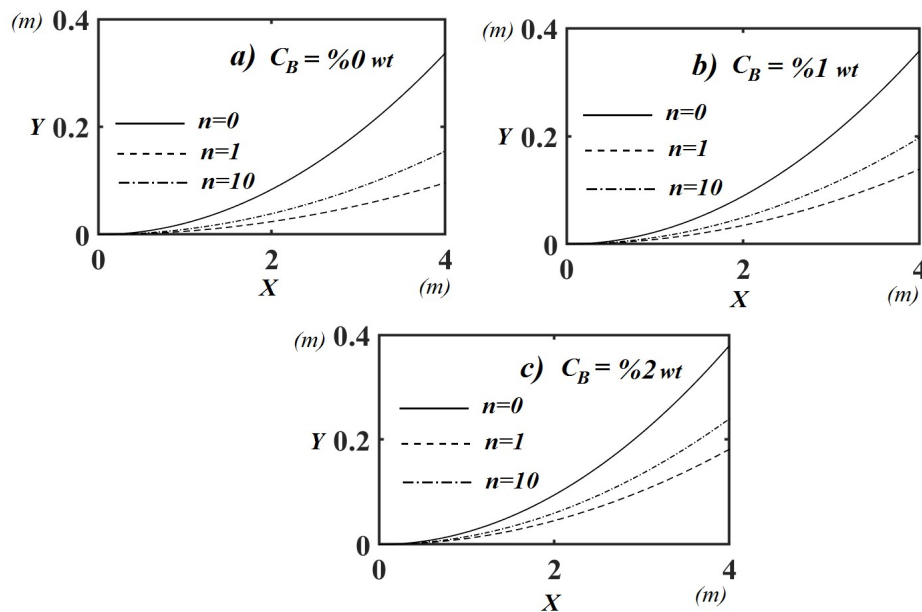 (m) 0.4
a) C_B = %0 wt
n=0
Y 0.2
n=1
n=10
0
0 2 4
X (m)
(m) 0.4
b) C_B = %1 wt
n=0
Y 0.2
n=1
n=10
0
0 2 4
X (m)
(m) 0.4
c) C_B = %2 wt
n=0
Y 0.2
n=1
n=10
0
0 2 4
X (m)